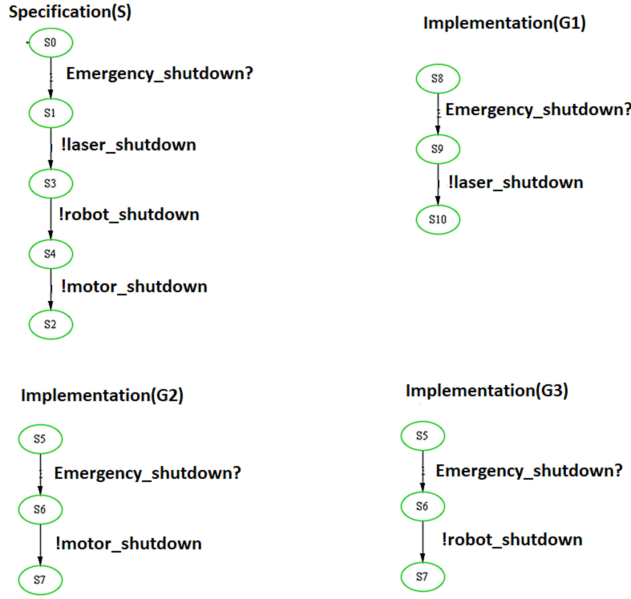 Specification(S)
S0
Emergency_shutdown?
S1
!laser_shutdown
S3
!robot_shutdown
S4
!motor_shutdown
S2
Implementation(G1)
S8
Emergency_shutdown?
S9
!laser_shutdown
S10
Implementation(G2)
S5
Emergency_shutdown?
S6
!motor_shutdown
S7
Implementation(G3)
S5
Emergency_shutdown?
S6
!robot_shutdown
S7